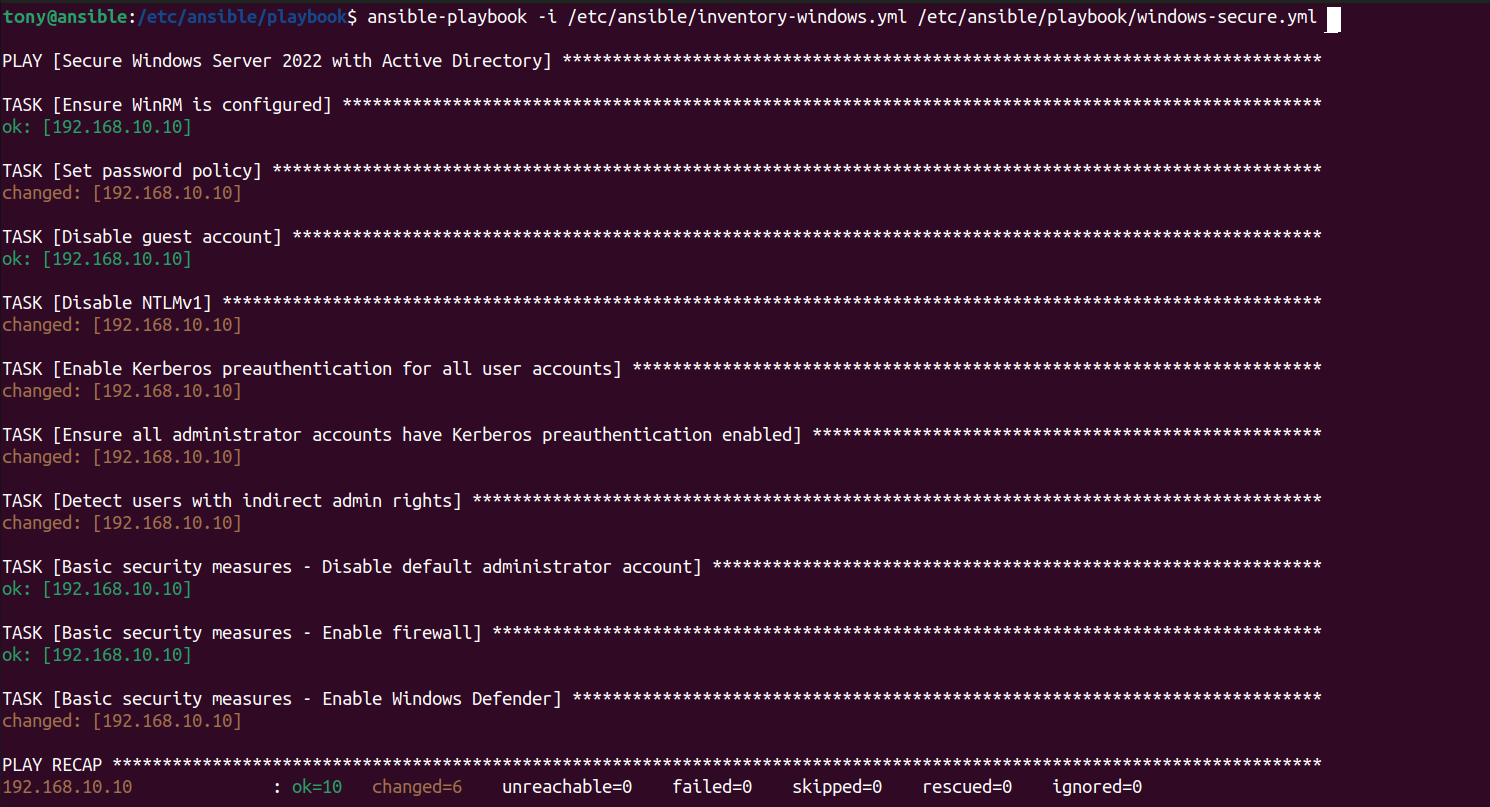 tony@ansible:/etc/ansible/playbook$ ansible-playbook -i /etc/ansible/inventory-windows.yml /etc/ansible/playbook/windows-secure.yml
PLAY [Secure Windows Server 2022 with Active Directory] ****************************************************************************
TASK [Ensure WinRM is configured] **************************************************************************************************
ok: [192.168.10.10]
TASK [Set password policy] *********************************************************************************************************
changed: [192.168.10.10]
TASK [Disable guest account] *******************************************************************************************************
ok: [192.168.10.10]
TASK [Disable NTLMv1] **************************************************************************************************************
changed: [192.168.10.10]
TASK [Enable Kerberos preauthentication for all user accounts] *********************************************************************
changed: [192.168.10.10]
TASK [Ensure all administrator accounts have Kerberos preauthentication enabled] ***************************************************
changed: [192.168.10.10]
TASK [Detect users with indirect admin rights] *************************************************************************************
changed: [192.168.10.10]
TASK [Basic security measures - Disable default administrator account] *************************************************************
ok: [192.168.10.10]
TASK [Basic security measures - Enable firewall] ***********************************************************************************
ok: [192.168.10.10]
TASK [Basic security measures - Enable Windows Defender] ***************************************************************************
changed: [192.168.10.10]
PLAY RECAP *************************************************************************************************************************
192.168.10.10              : ok=10   changed=6    unreachable=0    failed=0    skipped=0    rescued=0    ignored=0